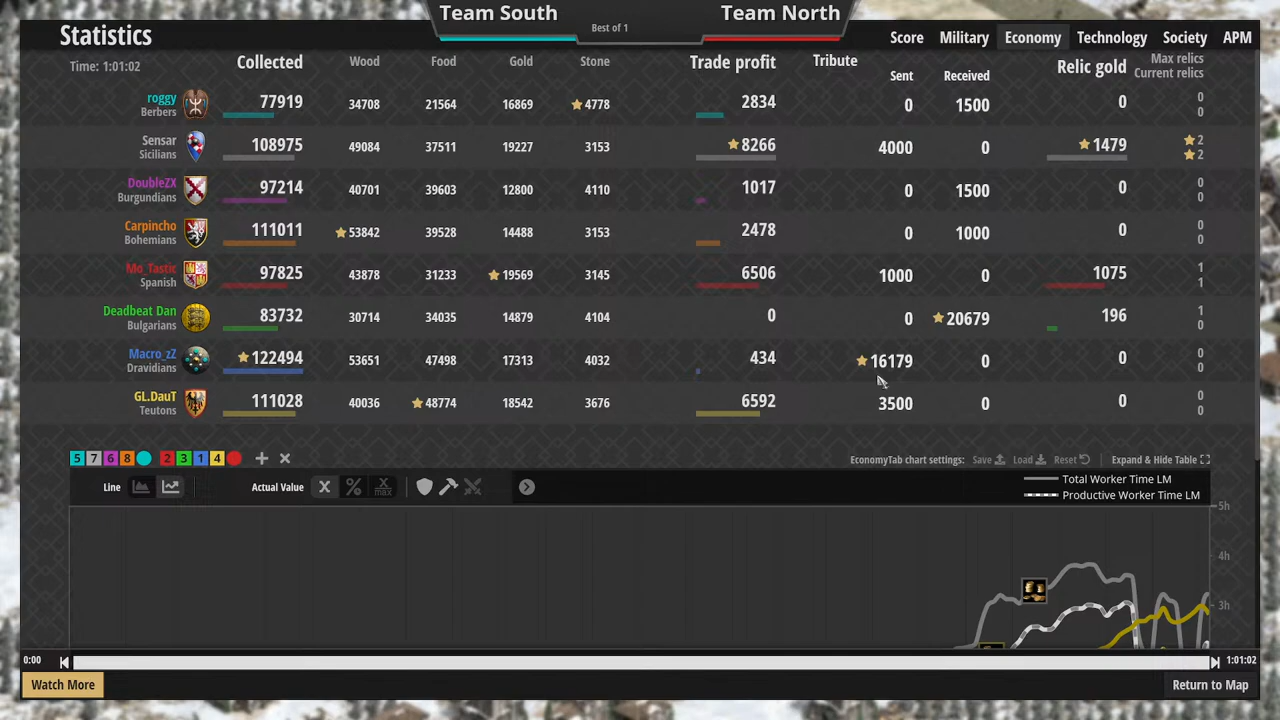 Team South
Team North
Best of 1
Statistics
Score Military Economy Technology Society APM
Time: 1:01:02
Collected Wood Food Gold Stone Trade profit Tribute Sent Received Relic gold Max relics Current relics
roggy
Berbers
77919 34708 21564 16869 4778 2834 0 1500 0 0
0
Sensar
Sicilians
108975 49084 37511 19227 3153 8266 4000 0 1479 2
2
DoubleZX
Burgundians
97214 40701 39603 12800 4110 1017 0 1500 0 0
0
Carpincho
Bohemians
111011 53842 39528 14488 3153 2478 0 1000 0 0
0
Mo_Tastic
Spanish
97825 43878 31233 19569 3145 6506 1000 0 1075 1
1
Deadbeat Dan
Bulgarians
83732 30714 34035 14879 4104 0 0 20679 196 1
0
Macro_zZ
Dravidians
122494 53651 47498 17313 4032 434 16179 0 0 0
0
GL.DauT
Teutons
111028 40036 48774 18542 3676 6592 3500 0 0 0
0
5 7 6 8 2 3 1 4
EconomyTab chart settings: Save Load Reset Expand & Hide Table
Line Actual Value X % X/max
Total Worker Time LM
Productive Worker Time LM
5h
4h
3h
0:00
1:01:02
Watch More
Return to Map